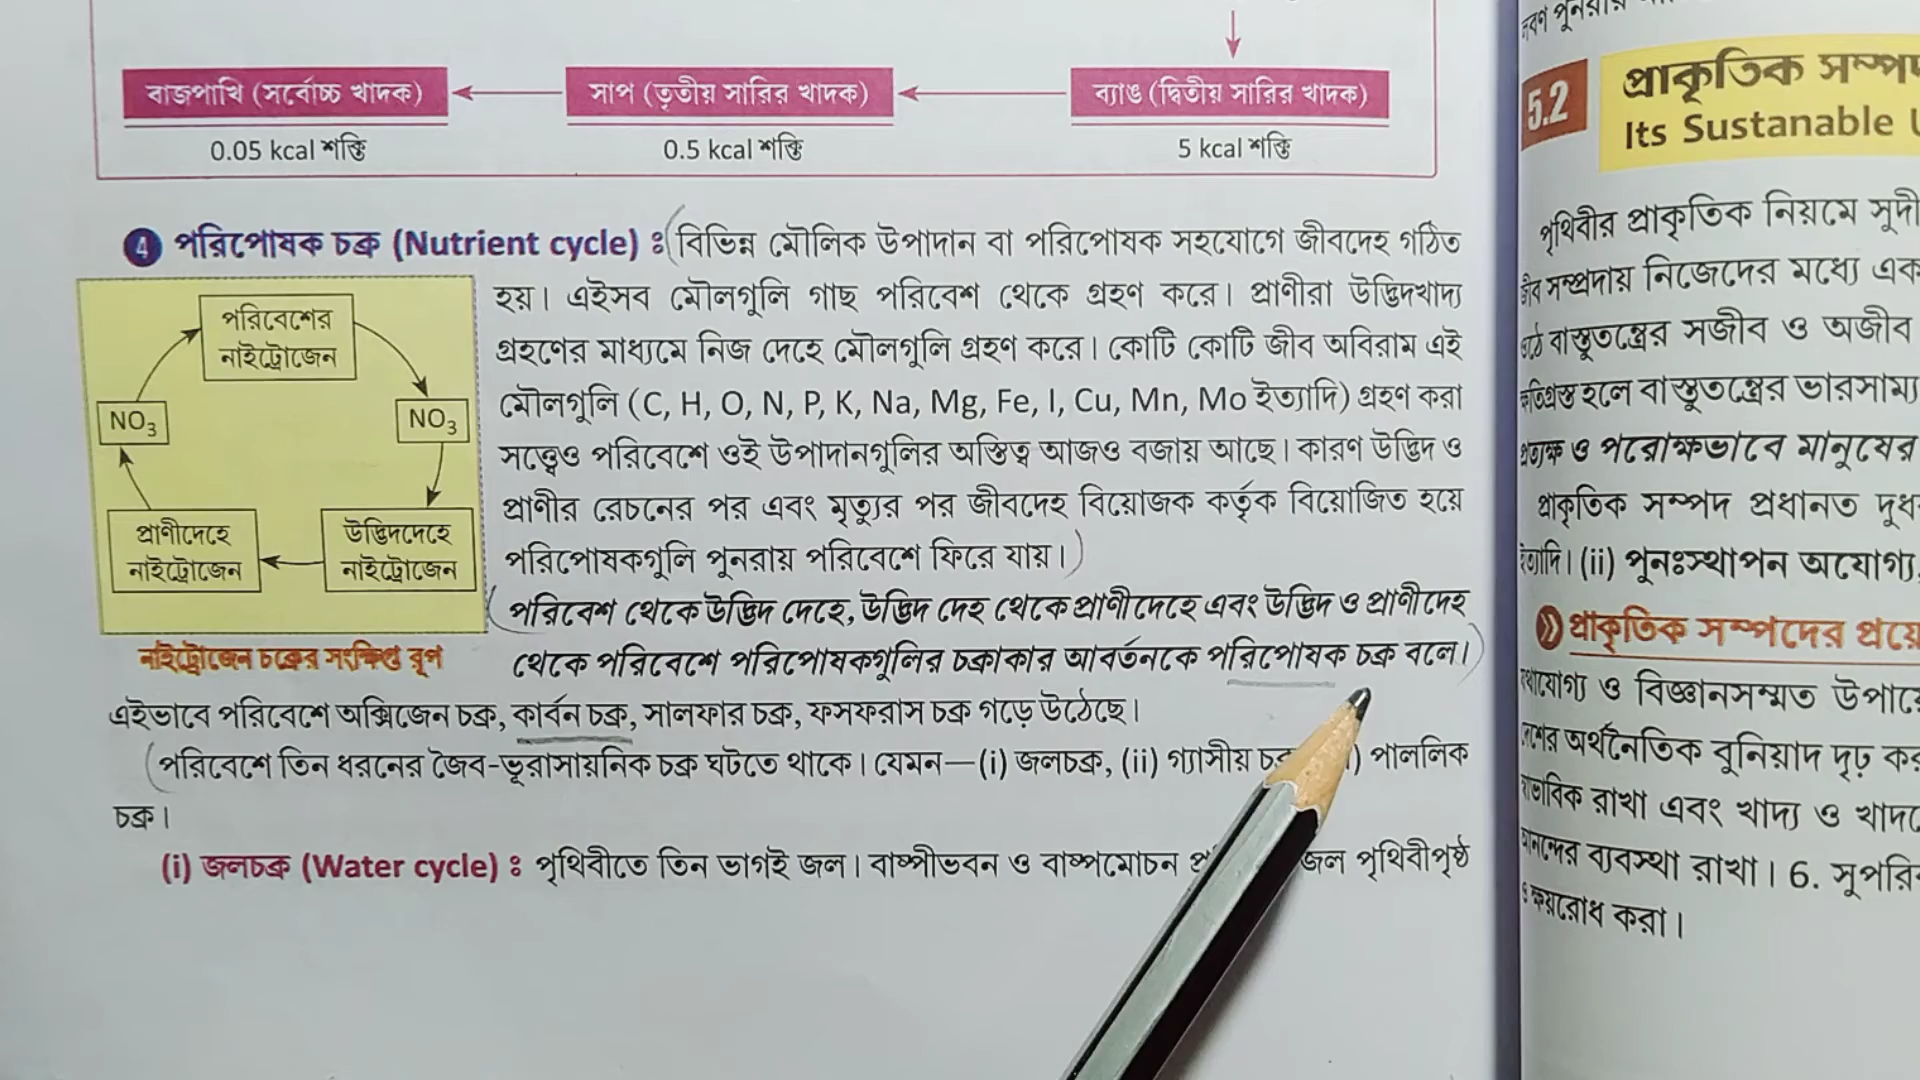 বাজপাখি (সর্বোচ্চ খাদক)
সাপ (তৃতীয় সারির খাদক)
ব্যাঙ (দ্বিতীয় সারির খাদক)
0.05 kcal শক্তি
0.5 kcal শক্তি
5 kcal শক্তি
4 পরিপোষক চক্র (Nutrient cycle) : বিভিন্ন মৌলিক উপাদান বা পরিপোষক সহযোগে জীবদেহ গঠিত
হয়। এইসব মৌলগুলি গাছ পরিবেশ থেকে গ্রহণ করে। প্রাণীরা উদ্ভিদখাদ্য
গ্রহণের মাধ্যমে নিজ দেহে মৌলগুলি গ্রহণ করে। কোটি কোটি জীব অবিরাম এই
মৌলগুলি (C, H, O, N, P, K, Na, Mg, Fe, I, Cu, Mn, Mo ইত্যাদি) গ্রহণ করা
সত্ত্বেও পরিবেশে ওই উপাদানগুলির অস্তিত্ব আজও বজায় আছে। কারণ উদ্ভিদ ও
প্রাণীর রেচনের পর এবং মৃত্যুর পর জীবদেহ বিয়োজক কর্তৃক বিয়োজিত হয়ে
পরিপোষকগুলি পুনরায় পরিবেশে ফিরে যায়।
পরিবেশ থেকে উদ্ভিদ দেহে, উদ্ভিদ দেহ থেকে প্রাণীদেহে এবং উদ্ভিদ ও প্রাণীদেহ
থেকে পরিবেশে পরিপোষকগুলির চক্রাকার আবর্তনকে পরিপোষক চক্র বলে।
পরিবেশের
নাইট্রোজেন
NO₃
NO₃
প্রাণীদেহে
নাইট্রোজেন
উদ্ভিদদেহে
নাইট্রোজেন
নাইট্রোজেন চক্রের সংক্ষিপ্ত রূপ
এইভাবে পরিবেশে অক্সিজেন চক্র, কার্বন চক্র, সালফার চক্র, ফসফরাস চক্র গড়ে উঠেছে।
পরিবেশে তিন ধরনের জৈব-ভূরাসায়নিক চক্র ঘটতে থাকে। যেমন—(i) জলচক্র, (ii) গ্যাসীয় পাললিক
চক্র।
(i) জলচক্র (Water cycle) : পৃথিবীতে তিন ভাগই জল। বাষ্পীভবন ও বাষ্পমোচন জল পৃথিবীপৃষ্ঠ
পুনরায়
5.2 প্রাকৃতিক
Its Sustanable
পৃথিবীর প্রাকৃতিক নিয়মে
জীব সম্প্রদায় নিজেদের মধ্যে
বাস্তুতন্ত্রের সজীব ও অজীব
হলে বাস্তুতন্ত্রের
ও পরোক্ষভাবে মানুষের
প্রাকৃতিক সম্পদ প্রধানত
(ii) পুনঃস্থাপন অযোগ্য
প্রাকৃতিক সম্পদের
ও বিজ্ঞানসম্মত
অর্থনৈতিক বুনিয়াদ দৃঢ়
রাখা এবং খাদ্য ও
ব্যবস্থা রাখা। 6.
করা।